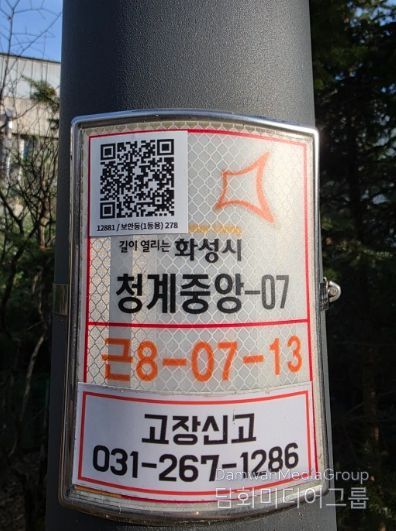 12881 / 보안등(1등용) 278
길이 열리는 화성시
청계중앙-07
근8-07-13
고장신고
031-267-1286
DamwhanMediaGroup
담화미디어그룹